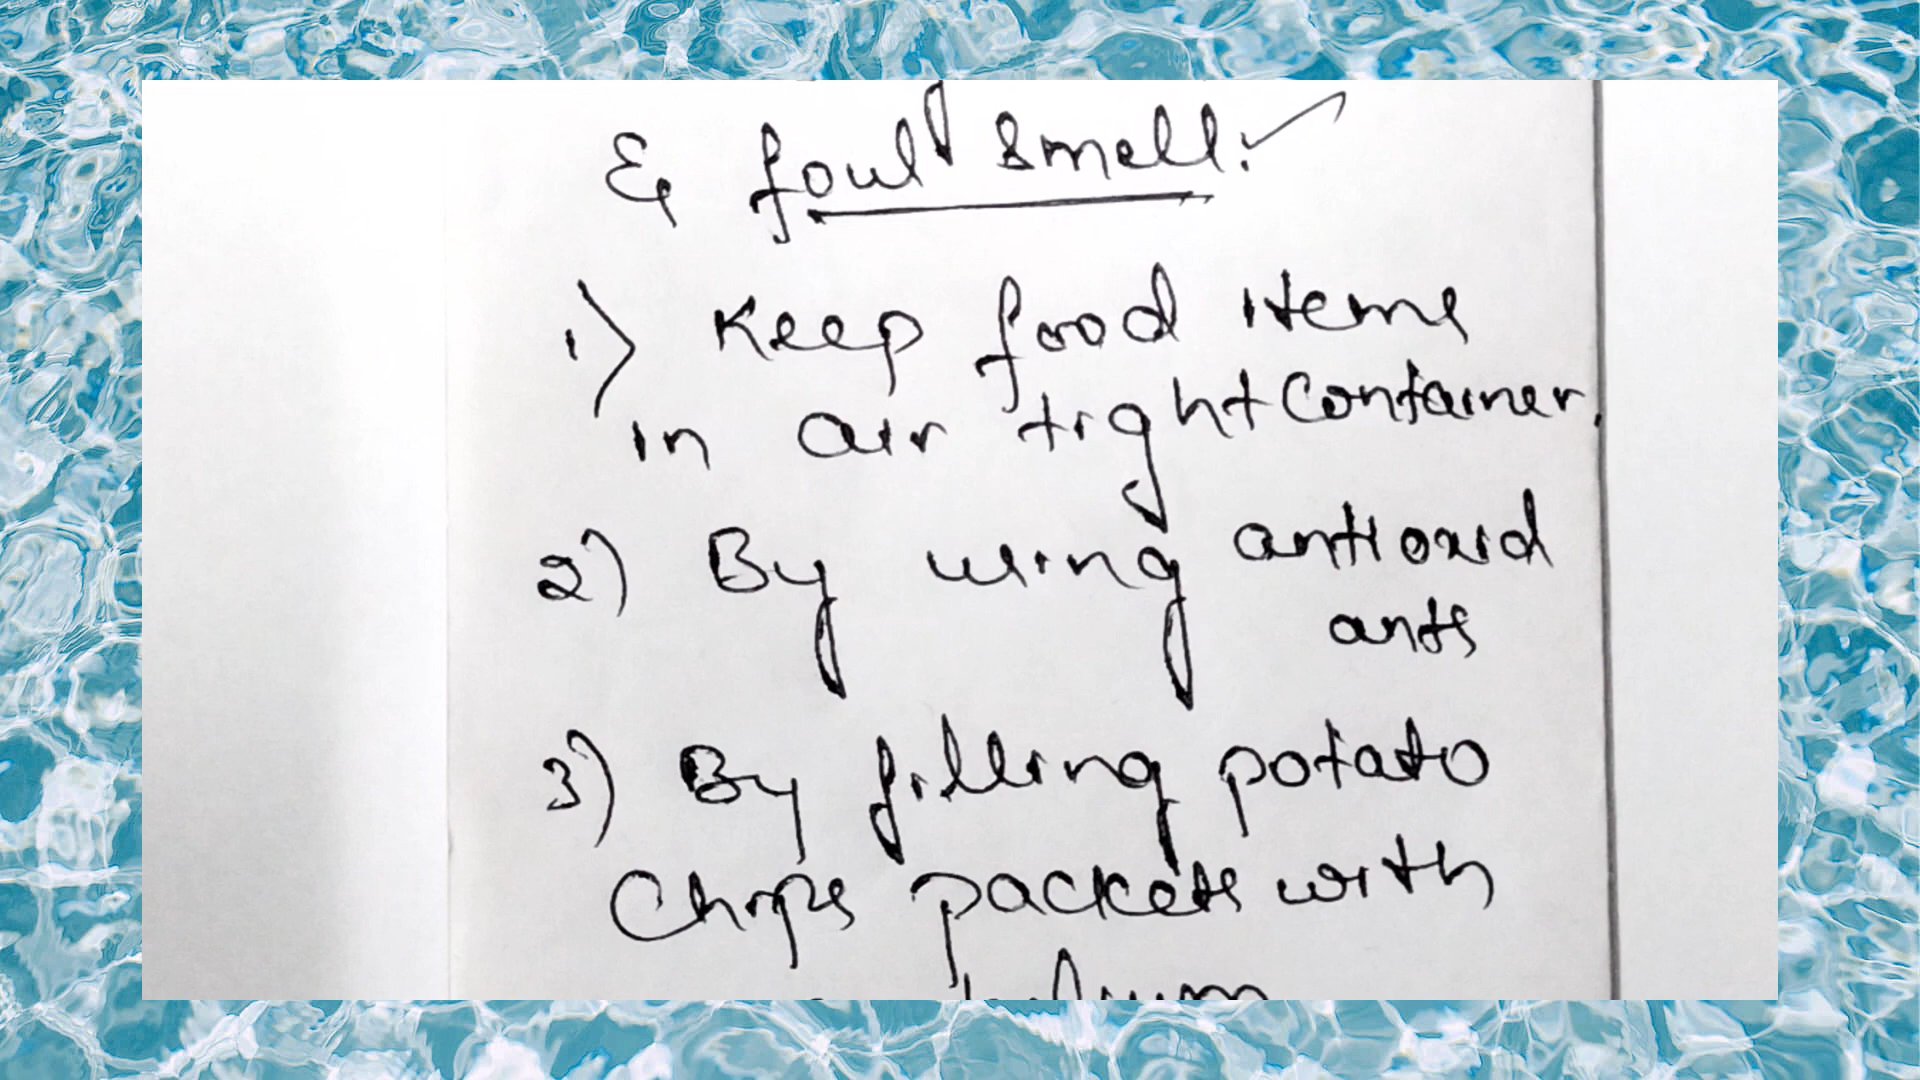 & foul smell:
1) Keep food items
in air tight Container.
2) By using antioxid
ants
3) By filling potato
Chips packets with